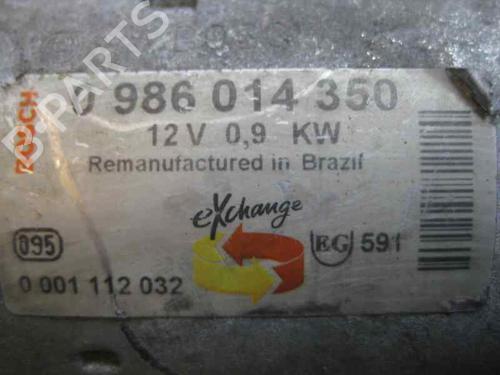 B PARTS
BOSCH
0 986 014 350
12 V 0,9 KW
Remanufactured in Brazil
eXchange
095
EG 591
0 001 112 032